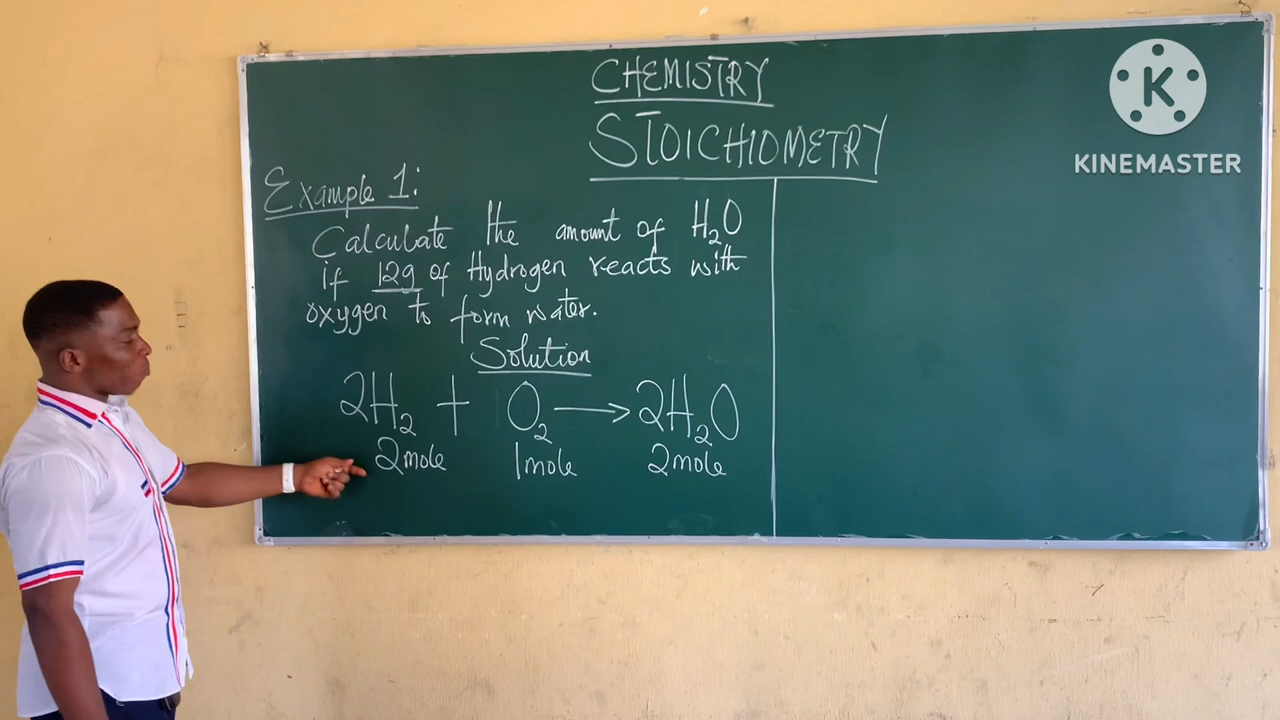 CHEMISTRY
STOICHIOMETRY
Example 1:
Calculate the amount of H₂O
if 12g of Hydrogen reacts with
oxygen to form water.
Solution
2H₂ + O₂ → 2H₂O
2mole 1mole 2mole
K
KINEMASTER